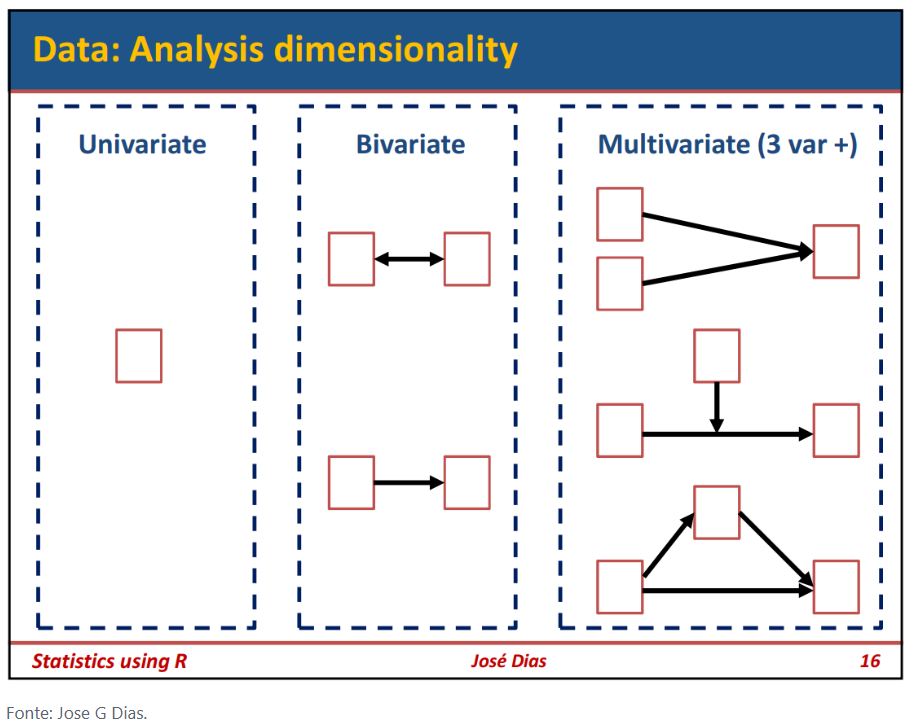 Data: Analysis dimensionality
Univariate
Bivariate
Multivariate (3 var +)
Statistics using R
José Dias
16
Fonte: Jose G Dias.